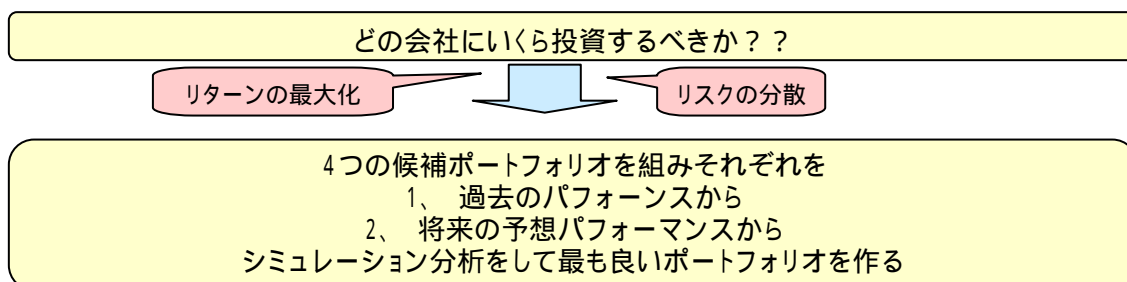 どの会社にいくら投資するべきか？？
リターンの最大化
リスクの分散
4つの候補ポートフォリオを組みそれぞれを
1、 過去のパフォーンスから
2、 将来の予想パフォーマンスから
シミュレーション分析をして最も良いポートフォリオを作る